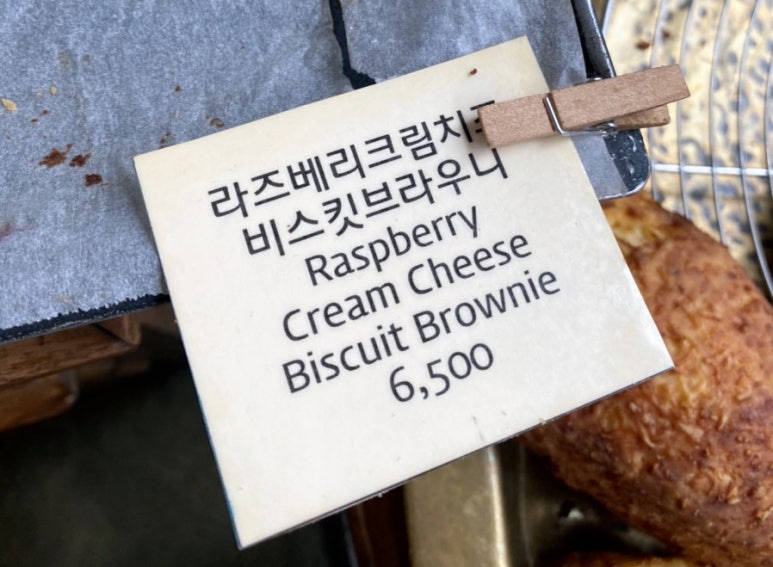 라즈베리크림치즈
비스킷브라우니
Raspberry
Cream Cheese
Biscuit Brownie
6,500